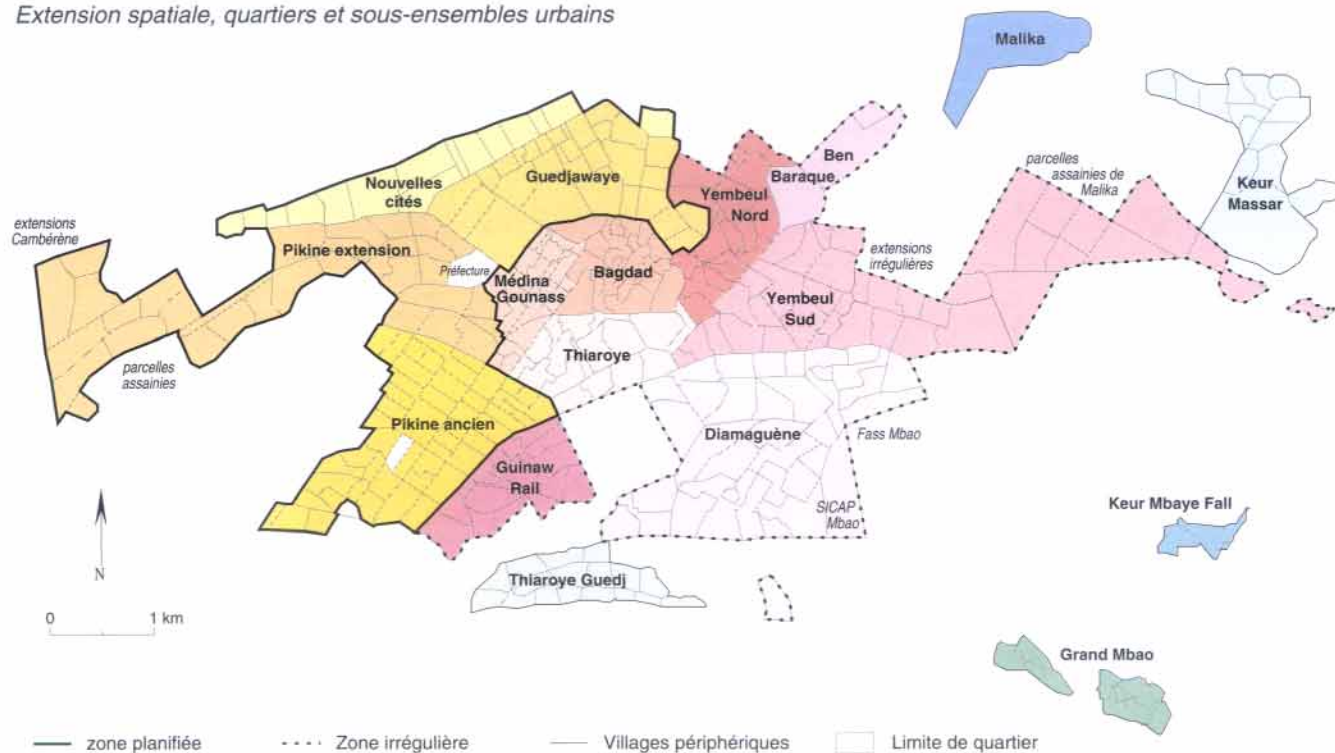 Extension spatiale, quartiers et sous-ensembles urbains
Malika
Ben
Baraque
parcelles
assainies de
Malika
Keur
Massar
Nouvelles
cités
Guedjawaye
Yembeul
Nord
extensions
Cambérène
Pikine extension
Préfecture
Médina
Gounass
Bagdad
extensions
irrégulières
Yembeul
Sud
Thiaroye
parcelles
assainies
Pikine ancien
Diamaguène
Fass Mbao
Guinaw
Rail
SICAP
Mbao
Keur Mbaye Fall
N
Thiaroye Guedj
0 1 km
Grand Mbao
zone planifiée
Zone irrégulière
Villages périphériques
Limite de quartier